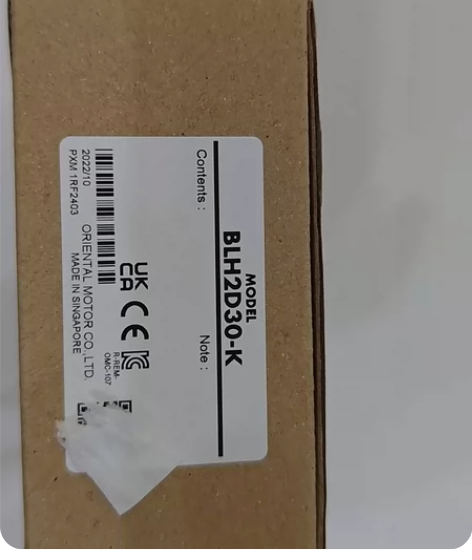 MODEL
BLH2D30-K
Contents :
Note :
UK
CA CE
R-REM-
OMC-107
2022/10
ORIENTAL MOTOR CO.,LTD.
PXM 1RF2403
MADE IN SINGAPORE